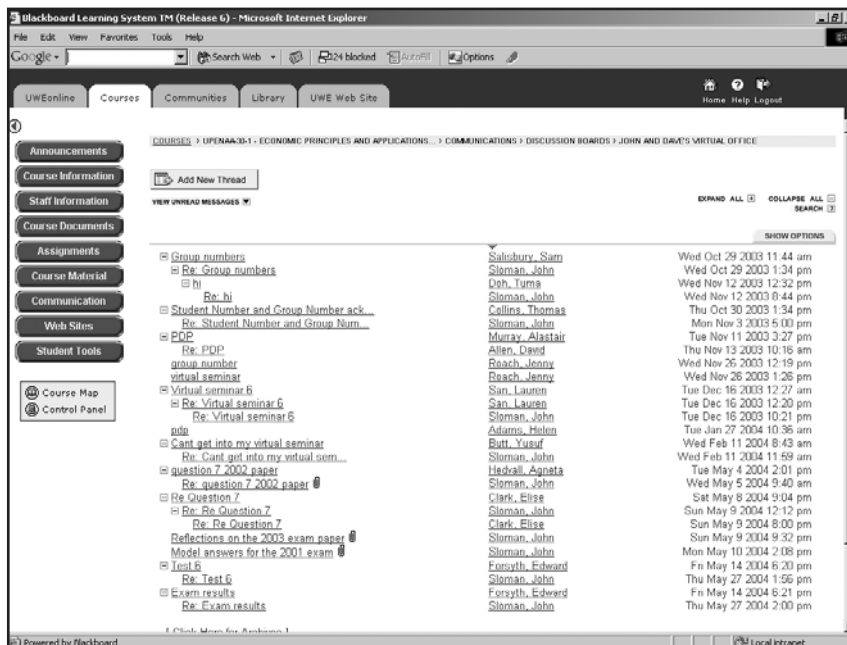 Blackboard Learning System TM (Release 6) - Microsoft Internet Explorer
File Edit View Favorites Tools Help
Google Search Web 24 blocked AutoFill Options
UWEonline Courses Communities Library UWE Web Site Home Help Logout
COURSES > UPENAA-30-1 - ECONOMIC PRINCIPLES AND APPLICATIONS... > COMMUNICATIONS > DISCUSSION BOARDS > JOHN AND DAVE'S VIRTUAL OFFICE
Announcements
Course Information
Staff Information
Course Documents
Assignments
Course Material
Communication
Web Sites
Student Tools
Course Map
Control Panel
Add New Thread
VIEW UNREAD MESSAGES EXPAND ALL COLLAPSE ALL
SEARCH
SHOW OPTIONS
Group numbers Salisbury, Sam Wed Oct 29 2003 11:44 am
Re: Group numbers Sloman, John Wed Oct 29 2003 1:34 pm
hi Doh, Tuma Wed Nov 12 2003 12:32 pm
Re: hi Sloman, John Wed Nov 12 2003 8:44 pm
Student Number and Group Number ack... Collins, Thomas Thu Oct 30 2003 1:34 pm
Re: Student Number and Group Num... Sloman, John Mon Nov 3 2003 5:00 pm
PDP Murray, Alastair Tue Nov 11 2003 3:27 pm
Re: PDP Allen, David Thu Nov 13 2003 10:16 am
group number Roach, Jenny Wed Nov 26 2003 12:19 pm
virtual seminar Roach, Jenny Wed Nov 26 2003 1:26 pm
Virtual seminar 6 San, Lauren Tue Dec 16 2003 12:27 am
Re: Virtual seminar 6 San, Lauren Tue Dec 16 2003 12:20 pm
Re: Virtual seminar 6 Sloman, John Tue Dec 16 2003 10:21 pm
pdp Adams, Helen Tue Jan 27 2004 10:36 am
Cant get into my virtual seminar Butt, Yusuf Wed Feb 11 2004 8:43 am
Re: Cant get into my virtual sem... Sloman, John Wed Feb 11 2004 11:59 am
question 7 2002 paper Hedvall, Agneta Tue May 4 2004 2:01 pm
Re: question 7 2002 paper Sloman, John Wed May 5 2004 9:40 am
Re Question 7 Clark, Elise Sat May 8 2004 9:04 pm
Re: Re Question 7 Sloman, John Sun May 9 2004 12:12 pm
Re: Re Question 7 Clark, Elise Sun May 9 2004 8:00 pm
Reflections on the 2003 exam paper Sloman, John Sun May 9 2004 9:32 pm
Model answers for the 2001 exam Sloman, John Mon May 10 2004 2:08 pm
Test 6 Forsyth, Edward Fri May 14 2004 6:20 pm
Re: Test 6 Sloman, John Thu May 27 2004 1:56 pm
Exam results Forsyth, Edward Fri May 14 2004 6:21 pm
Re: Exam results Sloman, John Thu May 27 2004 2:00 pm
[ Click Here for Archives ]
Powered by Blackboard Local intranet